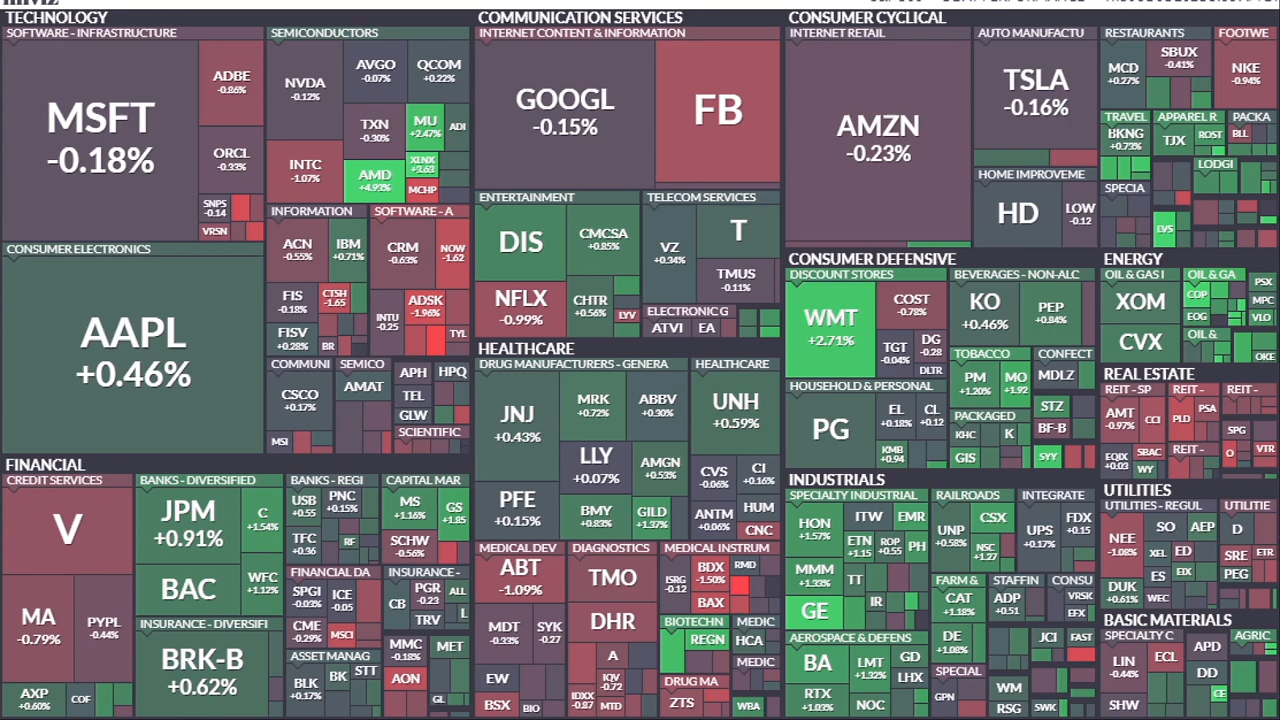 TECHNOLOGY
SOFTWARE - INFRASTRUCTURE
MSFT
-0.18%
ADBE
-0.86%
ORCL
-0.33%
SNPS
-0.14
VRSN
SEMICONDUCTORS
NVDA
-0.12%
AVGO
-0.07%
QCOM
+0.22%
TXN
-0.30%
MU
+2.47%
ADI
INTC
-1.07%
AMD
+4.93%
XLNX
+3.63
MCHP
CONSUMER ELECTRONICS
AAPL
+0.46%
INFORMATION
ACN
-0.55%
IBM
+0.71%
FIS
-0.18%
CTSH
-1.65
FISV
+0.28%
BR
SOFTWARE - A
CRM
-0.63%
NOW
-1.62
INTU
-0.25
ADSK
-1.96%
TYL
COMMUNI
CSCO
+0.17%
MSI
SEMICO
AMAT
APH
HPQ
TEL
GLW
SCIENTIFIC
COMMUNICATION SERVICES
INTERNET CONTENT & INFORMATION
GOOGL
-0.15%
FB
ENTERTAINMENT
DIS
CMCSA
+0.85%
NFLX
-0.99%
CHTR
+0.56%
LYV
TELECOM SERVICES
VZ
+0.34%
T
TMUS
-0.11%
ELECTRONIC G
ATVI
EA
CONSUMER CYCLICAL
INTERNET RETAIL
AMZN
-0.23%
AUTO MANUFACTU
TSLA
-0.16%
HOME IMPROVEME
HD
LOW
-0.12
RESTAURANTS
MCD
+0.27%
SBUX
-0.41%
FOOTWE
NKE
-0.94%
TRAVEL
BKNG
+0.73%
APPAREL R
TJX
ROST
PACKA
BLL
LODGI
SPECIA
LVS
HEALTHCARE
DRUG MANUFACTURERS - GENERA
JNJ
+0.43%
MRK
+0.72%
ABBV
+0.30%
LLY
+0.07%
AMGN
+0.53%
PFE
+0.15%
BMY
+0.83%
GILD
+1.37%
HEALTHCARE
UNH
+0.59%
CVS
-0.06%
CI
+0.16%
ANTM
+0.06%
HUM
CNC
MEDICAL DEV
ABT
-1.09%
MDT
-0.33%
SYK
-0.27
EW
BSX
BIO
DIAGNOSTICS
TMO
DHR
A
IQV
-0.72
IDXX
-0.87
MTD
MEDICAL INSTRUM
ISRG
-0.12
BDX
-1.50%
RMD
BAX
BIOTECHN
REGN
MEDIC
HCA
MEDIC
DRUG MA
ZTS
WBA
CONSUMER DEFENSIVE
DISCOUNT STORES
WMT
+2.71%
COST
-0.78%
TGT
-0.04%
DG
-0.28
DLTR
BEVERAGES - NON-ALC
KO
+0.46%
PEP
+0.84%
HOUSEHOLD & PERSONAL
PG
EL
+0.18%
CL
+0.12
KMB
+0.94
TOBACCO
PM
+1.20%
MO
+1.92
CONFECT
MDLZ
PACKAGED
KHC
K
GIS
STZ
BF-B
SYY
ENERGY
OIL & GAS I
XOM
CVX
OIL & GA
COP
EOG
OIL &
PSX
MPC
VLO
OKE
REAL ESTATE
REIT - SP
AMT
-0.97%
CCI
EQIX
+0.03
SBAC
WY
REIT -
PLD
PSA
REIT -
REIT -
SPG
O
VTR
FINANCIAL
CREDIT SERVICES
V
MA
-0.79%
PYPL
-0.44%
AXP
+0.60%
COF
BANKS - DIVERSIFIED
JPM
+0.91%
C
+1.54%
BAC
WFC
+1.12%
INSURANCE - DIVERSIFI
BRK-B
+0.62%
BANKS - REGI
USB
+0.55
PNC
+0.15%
TFC
+0.36
RF
CAPITAL MAR
MS
+1.16%
GS
+1.85
SCHW
-0.56%
FINANCIAL DA
SPGI
-0.03%
ICE
-0.05
CME
-0.29%
MSCI
INSURANCE -
CB
PGR
-0.23
ALL
TRV
L
ASSET MANAG
BLK
+0.17%
BK
STT
MMC
-0.18%
MET
AON
GL
INDUSTRIALS
SPECIALTY INDUSTRIAL
HON
+1.57%
ITW
EMR
ETN
+1.15
ROP
+0.55
PH
MMM
+1.33%
TT
GE
IR
RAILROADS
UNP
+0.58%
CSX
NSC
+1.27
INTEGRATE
UPS
+0.17%
FDX
+0.15
FARM &
CAT
+1.18%
DE
+1.08%
STAFFIN
ADP
+0.51
CONSU
VRSK
EFX
AEROSPACE & DEFENS
BA
LMT
+1.32%
GD
LHX
RTX
+1.03%
NOC
SPECIAL
GPN
JCI
FAST
WM
RSG
SWK
UTILITIES
UTILITIES - REGUL
NEE
-1.08%
SO
AEP
XEL
ED
ES
EIX
DUK
+0.61%
WEC
UTILITIE
D
SRE
ETR
PEG
BASIC MATERIALS
SPECIALTY C
LIN
-0.44%
ECL
APD
DD
CE
SHW
AGRIC